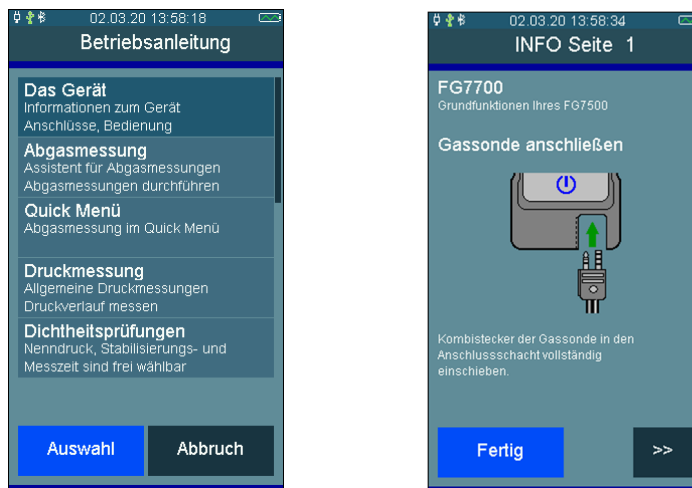 02.03.20 13:58:18
Betriebsanleitung
Das Gerät
Informationen zum Gerät
Anschlüsse, Bedienung
Abgasmessung
Assistent für Abgasmessungen
Abgasmessungen durchführen
Quick Menü
Abgasmessung im Quick Menü
Druckmessung
Allgemeine Druckmessungen
Druckverlauf messen
Dichtheitsprüfungen
Nenndruck, Stabilisierungs- und
Messzeit sind frei wählbar
Auswahl
Abbruch
02.03.20 13:58:34
INFO Seite 1
FG7700
Grundfunktionen Ihres FG7500
Gassonde anschließen
Kombistecker der Gassonde in den
Anschlussschacht vollständig
einschieben.
Fertig
>>